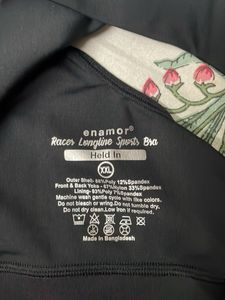 enamor®
Racer Longline Sports Bra
Held In
XXL
Outer Shell- 88%Poly 12%Spandex
Front & Back Yoke - 67%Nylon 33%Spandex
Lining- 93%Poly 7%Spandex
Machine wash gentle cycle with like colors.
Do not bleach or wring.Do not tumble dry.
Do not dry clean.Low Iron if required.
Made in Bangladesh